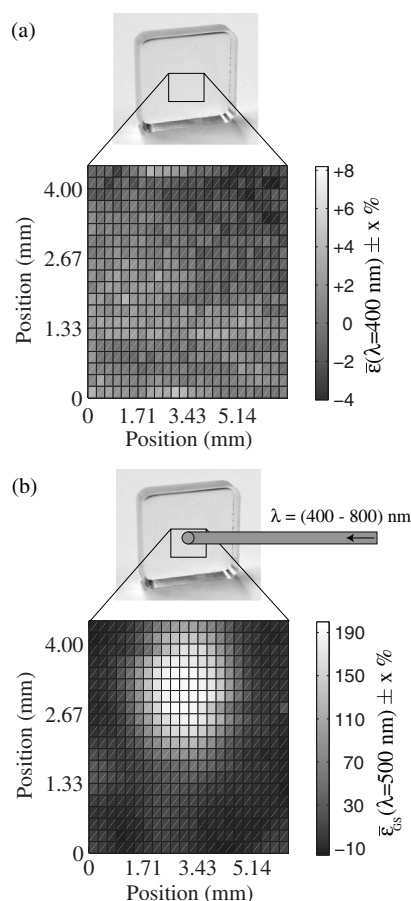 (a)
4.00
2.67
1.33
0
Position (mm)
0 1.71 3.43 5.14
Position (mm)
+8
+6
+4
+2
0
−2
−4
ε̄(λ=400 nm) ± x %
(b)
λ = (400 - 800) nm
4.00
2.67
1.33
0
Position (mm)
0 1.71 3.43 5.14
Position (mm)
190
150
110
70
30
−10
ε̄GS(λ=500 nm) ± x %